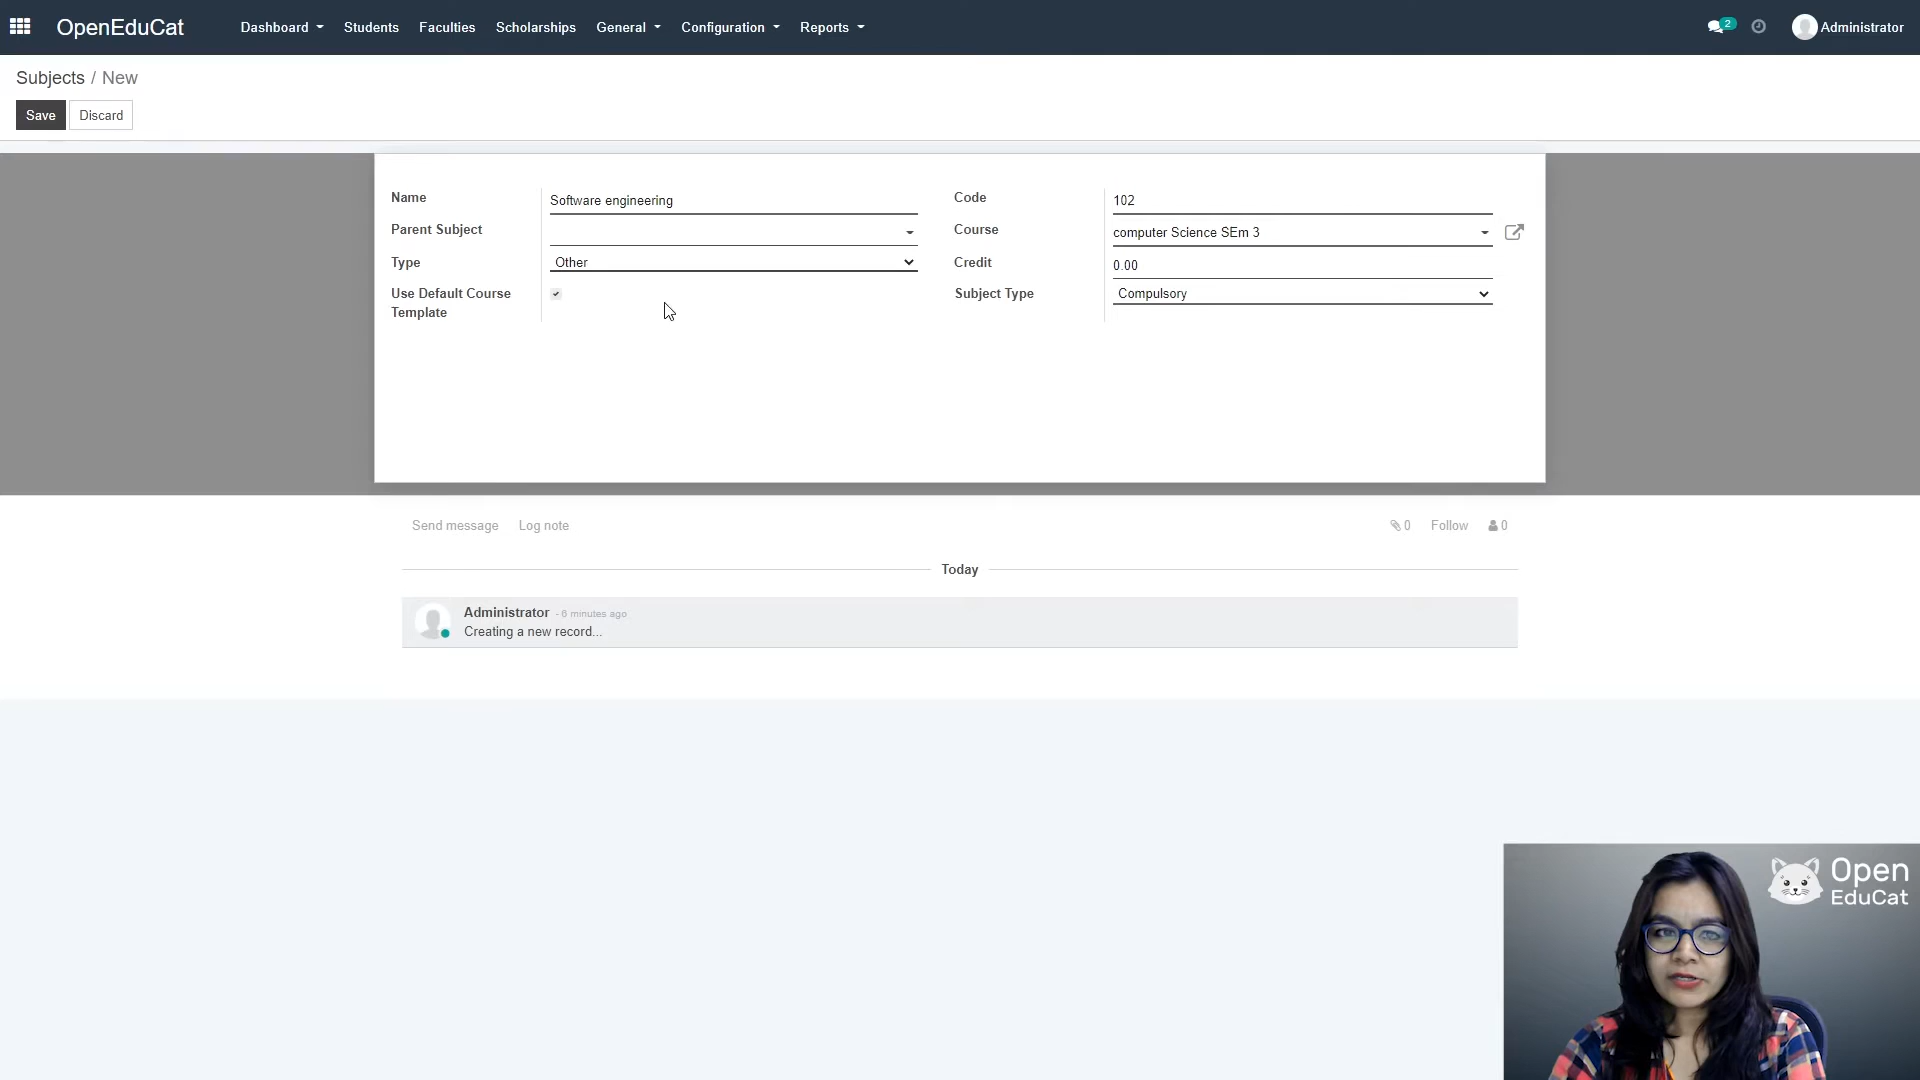 OpenEduCat Dashboard Students Faculties Scholarships General Configuration Reports 2 Administrator
Subjects / New
Save Discard
Name Software engineering Code 102
Parent Subject Course computer Science SEm 3
Type Other Credit 0.00
Use Default Course Subject Type Compulsory
Template
Send message Log note 0 Follow 0
Today
Administrator - 6 minutes ago
Creating a new record...
Open
EduCat